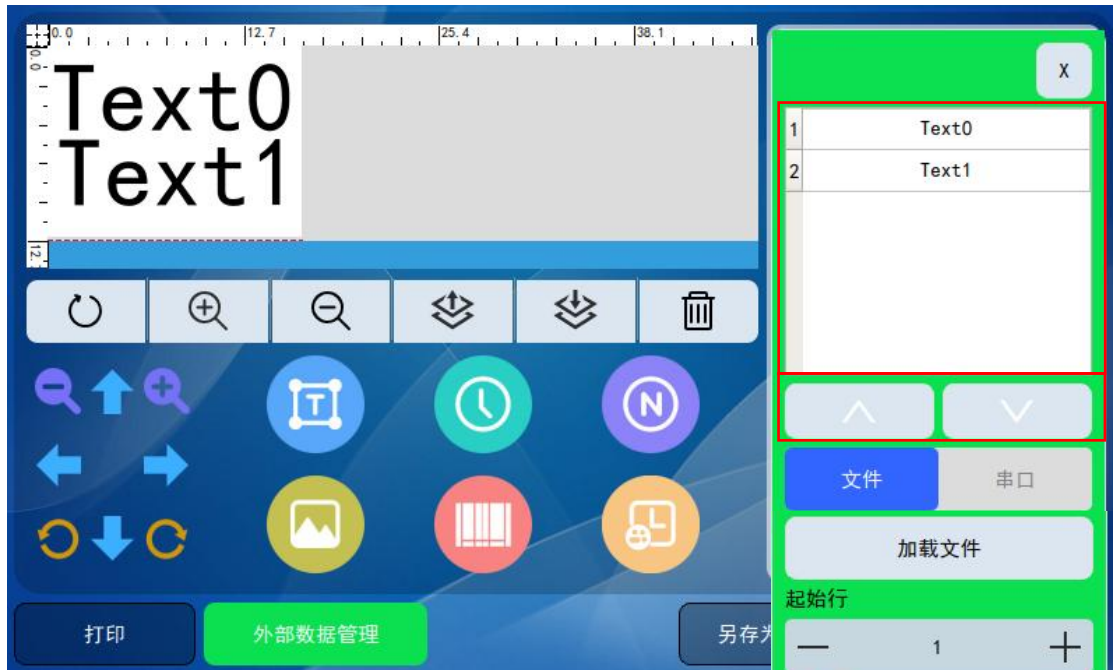 0.0 12.7 25.4 38.1
0.0
Text0
Text1
12.
X
1 Text0
2 Text1
T
N
文件 串口
加载文件
起始行
— 1 +
打印 外部数据管理 另存